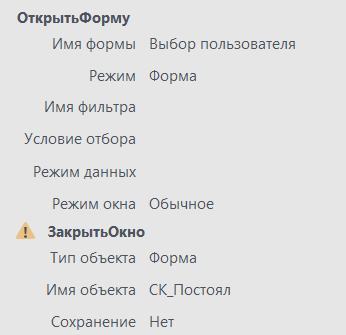 ОткрытьФорму
Имя формы Выбор пользователя
Режим Форма
Имя фильтра
Условие отбора
Режим данных
Режим окна Обычное
ЗакрытьОкно
Тип объекта Форма
Имя объекта СК_Постоял
Сохранение Нет